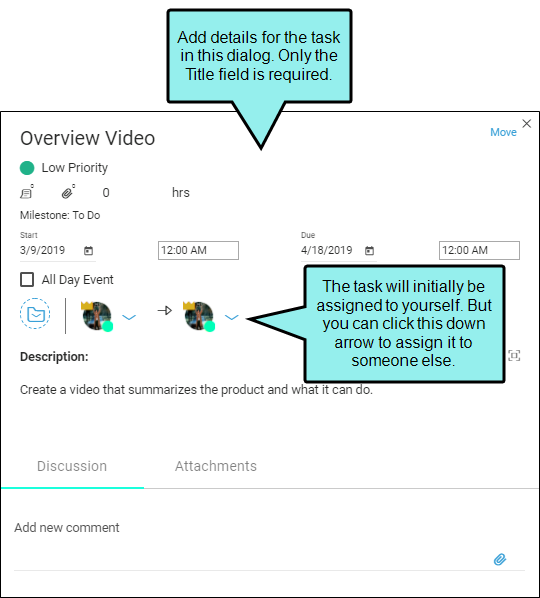 Add details for the task
in this dialog. Only the
Title field is required.
Overview Video
Move
Low Priority
0
0
0
hrs
Milestone: To Do
Start
Due
3/9/2019
12:00 AM
4/18/2019
12:00 AM
All Day Event
The task will initially be
assigned to yourself. But
you can click this down
arrow to assign it to
someone else.
Description:
Create a video that summarizes the product and what it can do.
Discussion
Attachments
Add new comment